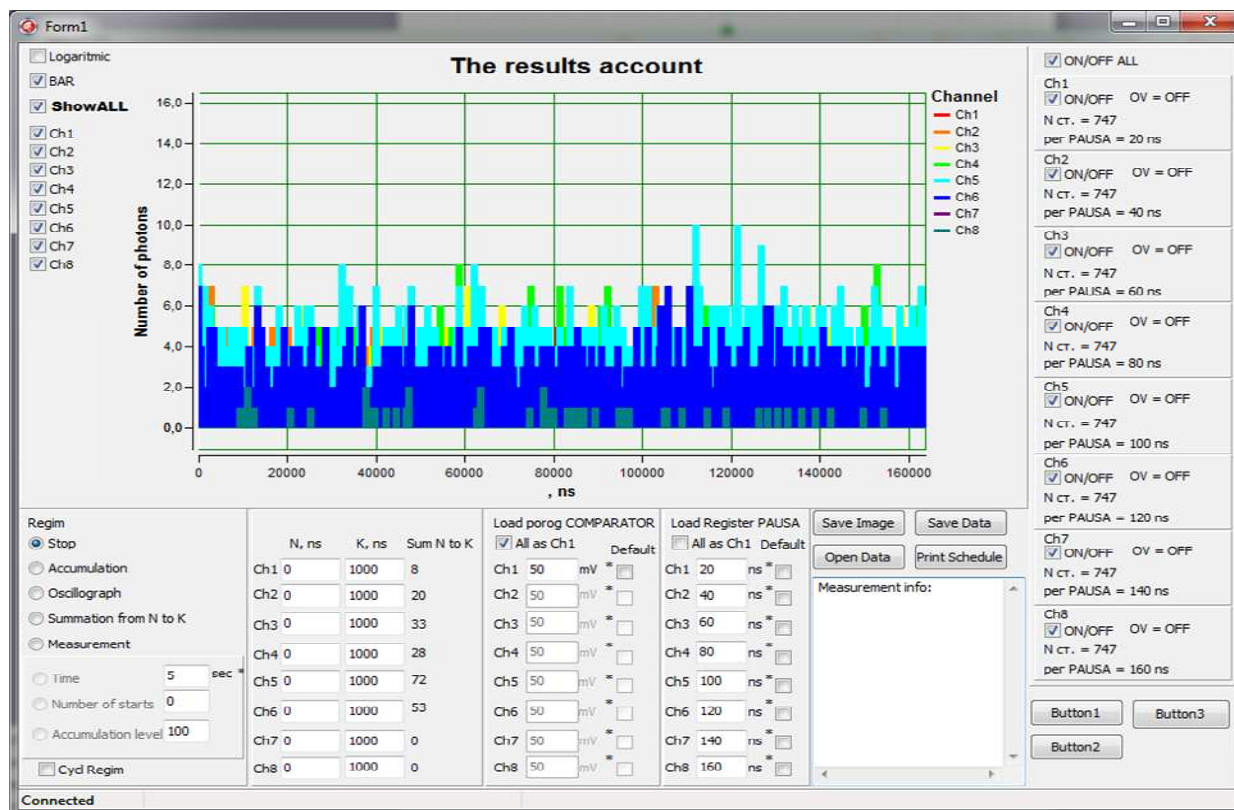 Form1
Logaritmic
BAR
ShowALL
Ch1
Ch2
Ch3
Ch4
Ch5
Ch6
Ch7
Ch8
The results account
Number of photons
16,0
14,0
12,0
10,0
8,0
6,0
4,0
2,0
0,0
0 20000 40000 60000 80000 100000 120000 140000 160000
, ns
Channel
Ch1
Ch2
Ch3
Ch4
Ch5
Ch6
Ch7
Ch8
ON/OFF ALL
Ch1
ON/OFF OV = OFF
N ст. = 747
per PAUSA = 20 ns
Ch2
ON/OFF OV = OFF
N ст. = 747
per PAUSA = 40 ns
Ch3
ON/OFF OV = OFF
N ст. = 747
per PAUSA = 60 ns
Ch4
ON/OFF OV = OFF
N ст. = 747
per PAUSA = 80 ns
Ch5
ON/OFF OV = OFF
N ст. = 747
per PAUSA = 100 ns
Ch6
ON/OFF OV = OFF
N ст. = 747
per PAUSA = 120 ns
Ch7
ON/OFF OV = OFF
N ст. = 747
per PAUSA = 140 ns
Ch8
ON/OFF OV = OFF
N ст. = 747
per PAUSA = 160 ns
Button1 Button3
Button2
Regim
Stop
Accumulation
Oscillograph
Summation from N to K
Measurement
Time 5 sec *
Number of starts 0
Accumulation level 100
Cycl Regim
N, ns K, ns Sum N to K
Ch1 0 1000 8
Ch2 0 1000 20
Ch3 0 1000 33
Ch4 0 1000 28
Ch5 0 1000 72
Ch6 0 1000 53
Ch7 0 1000 0
Ch8 0 1000 0
Load porog COMPARATOR
All as Ch1 Default
Ch1 50 mV *
Ch2 50 mV *
Ch3 50 mV *
Ch4 50 mV *
Ch5 50 mV *
Ch6 50 mV *
Ch7 50 mV *
Ch8 50 mV *
Load Register PAUSA
All as Ch1 Default
Ch1 20 ns *
Ch2 40 ns *
Ch3 60 ns *
Ch4 80 ns *
Ch5 100 ns *
Ch6 120 ns *
Ch7 140 ns *
Ch8 160 ns *
Save Image Save Data
Open Data Print Schedule
Measurement info:
Connected